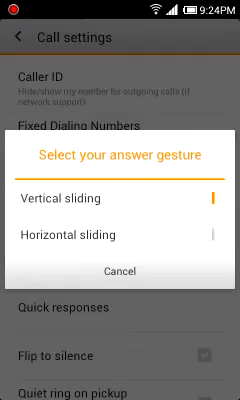 9:24PM
Call settings
Caller ID
Hide/show my number for outgoing calls (if
network support)
Fixed Dialing Numbers
Select your answer gesture
Vertical sliding
Horizontal sliding
Cancel
Quick responses
Flip to silence
Quiet ring on pickup